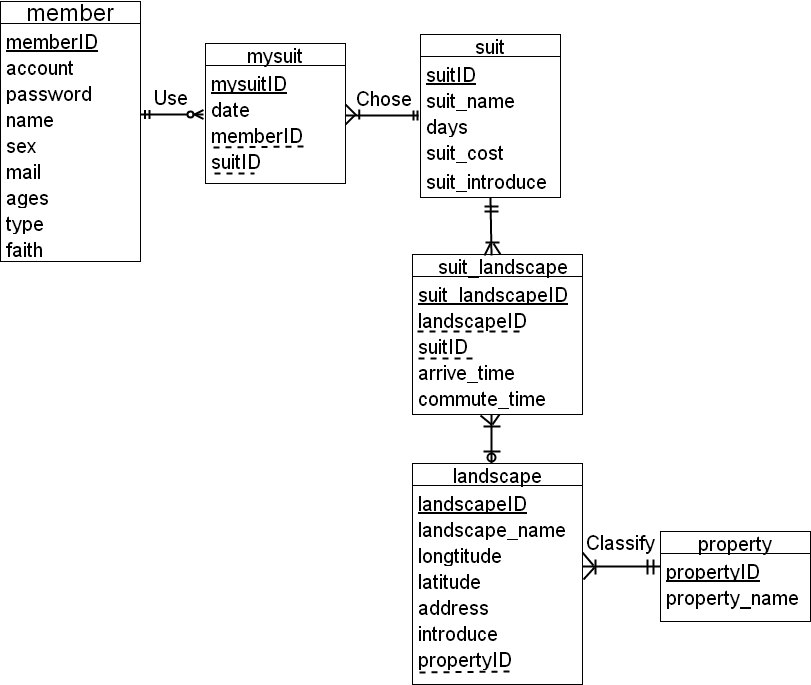 member
memberID
account
password
name
sex
mail
ages
type
faith
Use
mysuit
mysuitID
date
memberID
suitID
Chose
suit
suitID
suit_name
days
suit_cost
suit_introduce
suit_landscape
suit_landscapeID
landscapeID
suitID
arrive_time
commute_time
landscape
landscapeID
landscape_name
longtitude
latitude
address
introduce
propertyID
Classify
property
propertyID
property_name